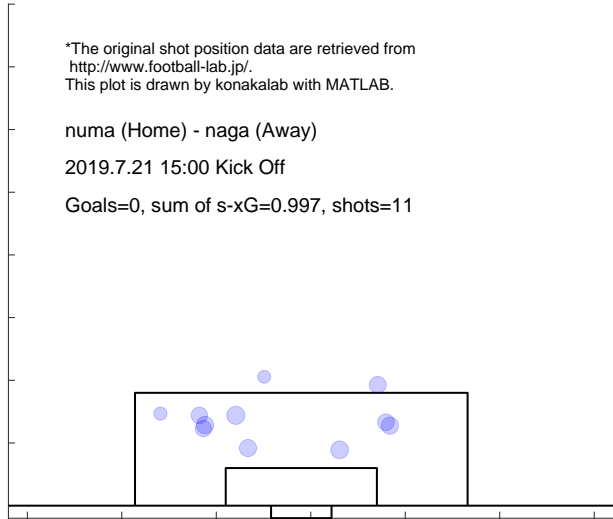 *The original shot position data are retrieved from
http://www.football-lab.jp/.
This plot is drawn by konakalab with MATLAB.
numa (Home) - naga (Away)
2019.7.21 15:00 Kick Off
Goals=0, sum of s-xG=0.997, shots=11